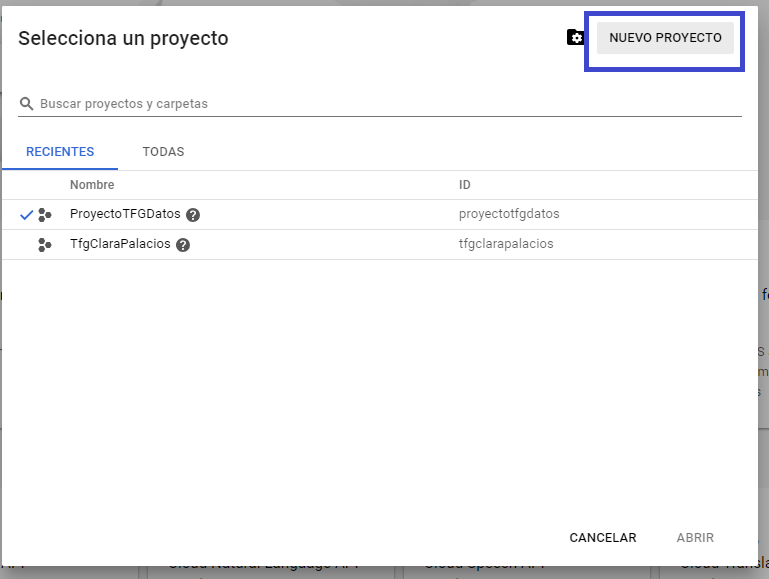 Selecciona un proyecto
NUEVO PROYECTO
Buscar proyectos y carpetas
RECIENTES TODAS
Nombre ID
ProyectoTFGDatos proyectotfgdatos
TfgClaraPalacios tfgclarapalacios
CANCELAR ABRIR